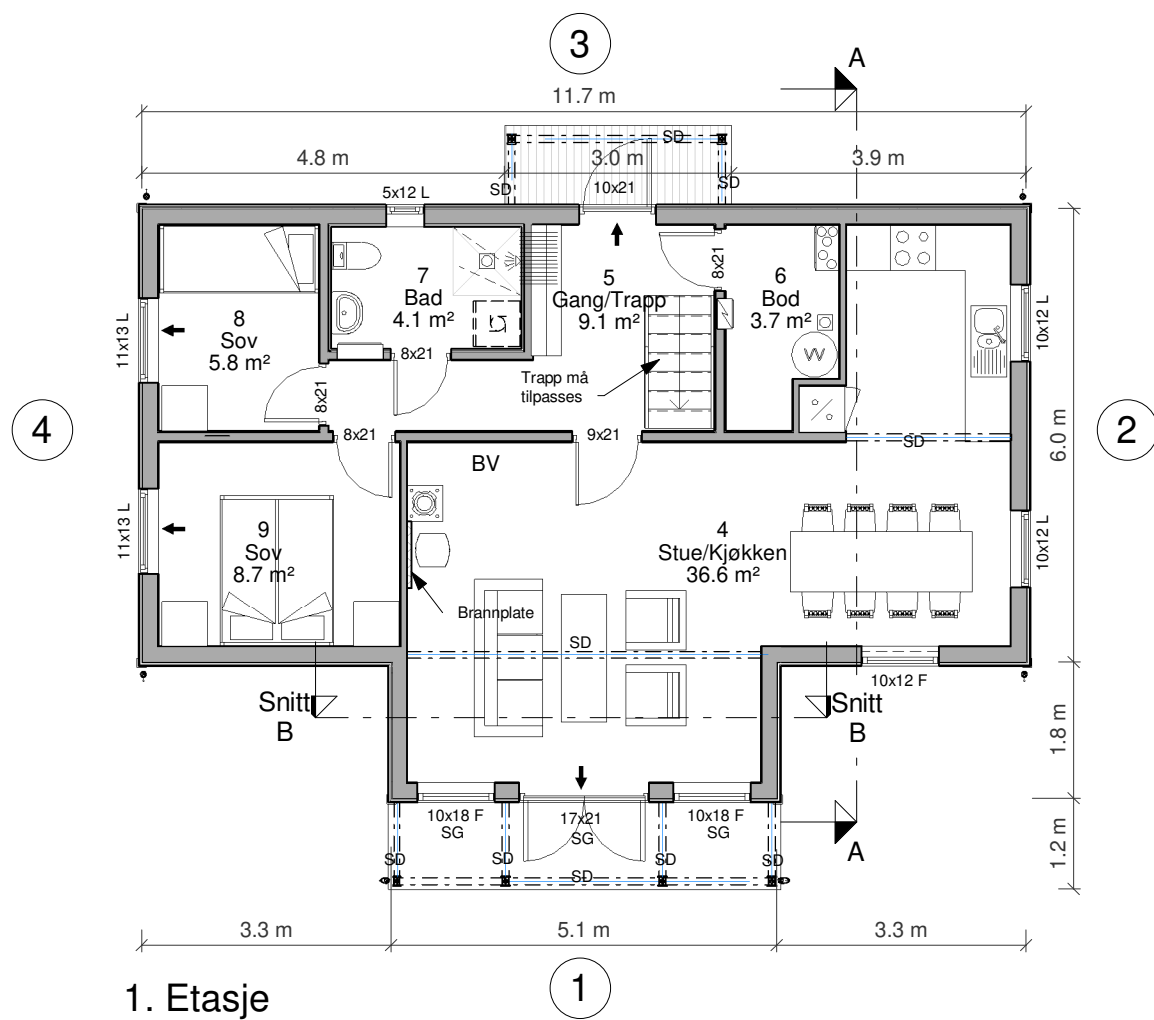 3
A
11.7 m
4.8 m
3.0 m
3.9 m
SD
SD
SD
5x12 L
10x21
8x21
7
Bad
4.1 m²
5
Gang/Trapp
9.1 m²
6
Bod
3.7 m²
W
8
Sov
5.8 m²
11x13 L
10x12 L
8x21
8x21
Trapp må
tilpasses
4
2
6.0 m
8x21
9x21
SD
BV
11x13 L
10x12 L
9
Sov
8.7 m²
4
Stue/Kjøkken
36.6 m²
Brannplate
SD
10x12 F
Snitt
B
Snitt
B
1.8 m
10x18 F
SG
17x21
SG
10x18 F
SG
A
1.2 m
SD
SD
SD
SD
SD
3.3 m
5.1 m
3.3 m
1. Etasje
1